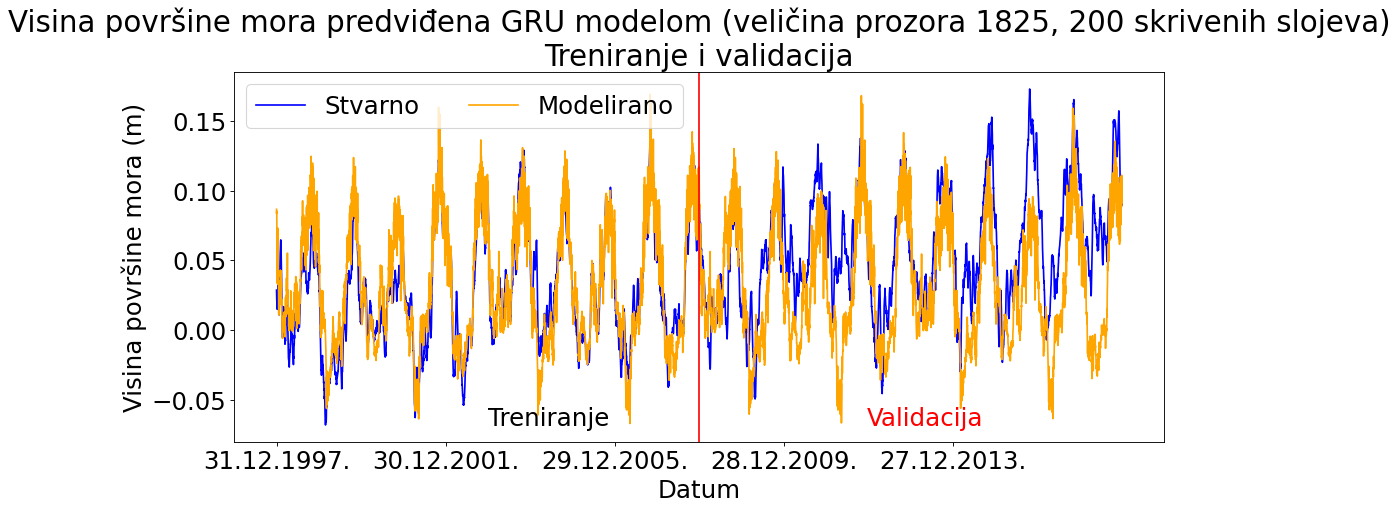 Visina površine mora predviđena GRU modelom (veličina prozora 1825, 200 skrivenih slojeva)
Treniranje i validacija
Stvarno
Modelirano
Visina površine mora (m)
0.15
0.10
0.05
0.00
−0.05
Treniranje
Validacija
31.12.1997.
30.12.2001.
29.12.2005.
28.12.2009.
27.12.2013.
Datum